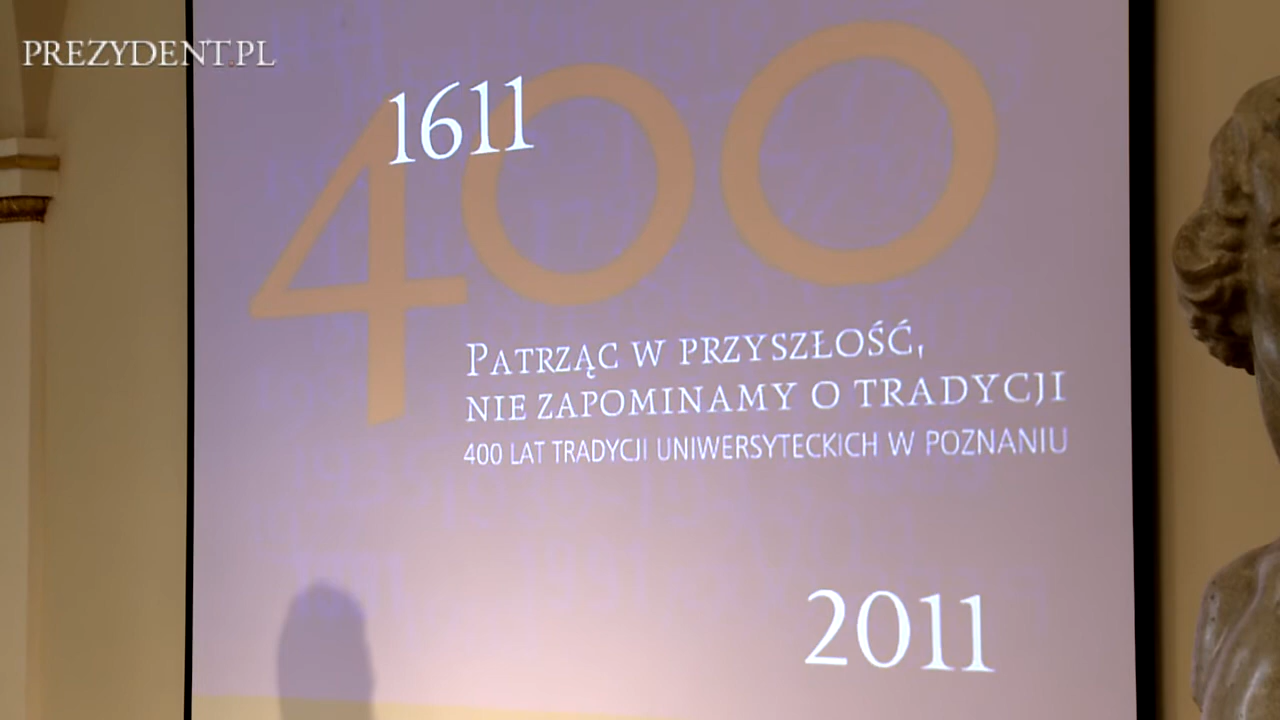 PREZYDENT.PL
400
1611
PATRZĄC W PRZYSZŁOŚĆ,
NIE ZAPOMINAMY O TRADYCJI
400 LAT TRADYCJI UNIWERSYTECKICH W POZNANIU
2011